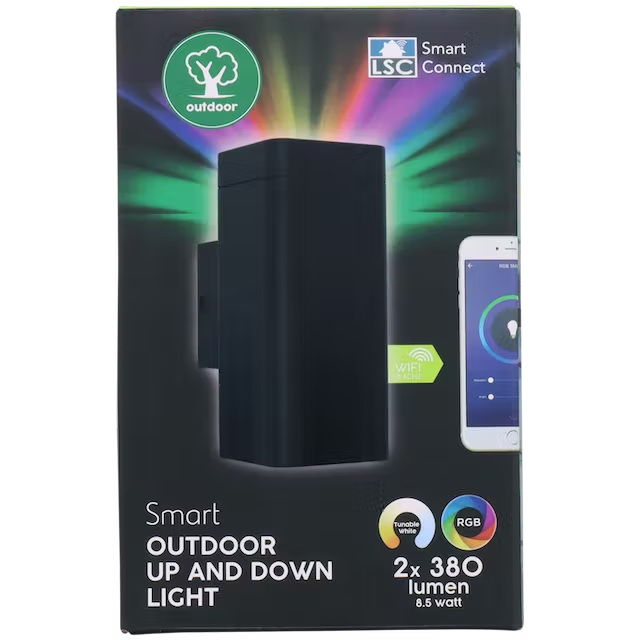 outdoor
LSC
Smart
Connect
WIFI
Smart
OUTDOOR
UP AND DOWN
LIGHT
Tunable
White
RGB
2x 380
lumen
8.5 watt